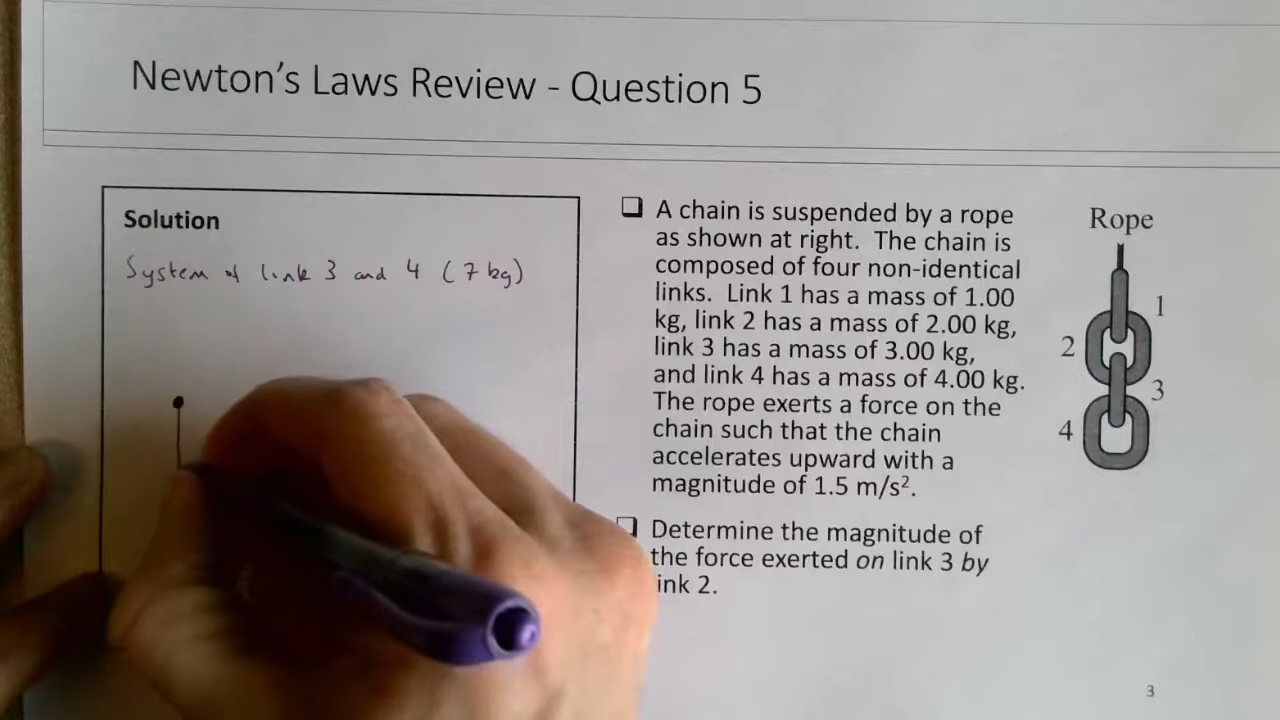 Newton's Laws Review - Question 5
Solution
System of link 3 and 4 (7 kg)
A chain is suspended by a rope
as shown at right. The chain is
composed of four non-identical
links. Link 1 has a mass of 1.00
kg, link 2 has a mass of 2.00 kg,
link 3 has a mass of 3.00 kg,
and link 4 has a mass of 4.00 kg.
The rope exerts a force on the
chain such that the chain
accelerates upward with a
magnitude of 1.5 m/s².
Determine the magnitude of
the force exerted on link 3 by
ink 2.
Rope
1
2
3
4
3